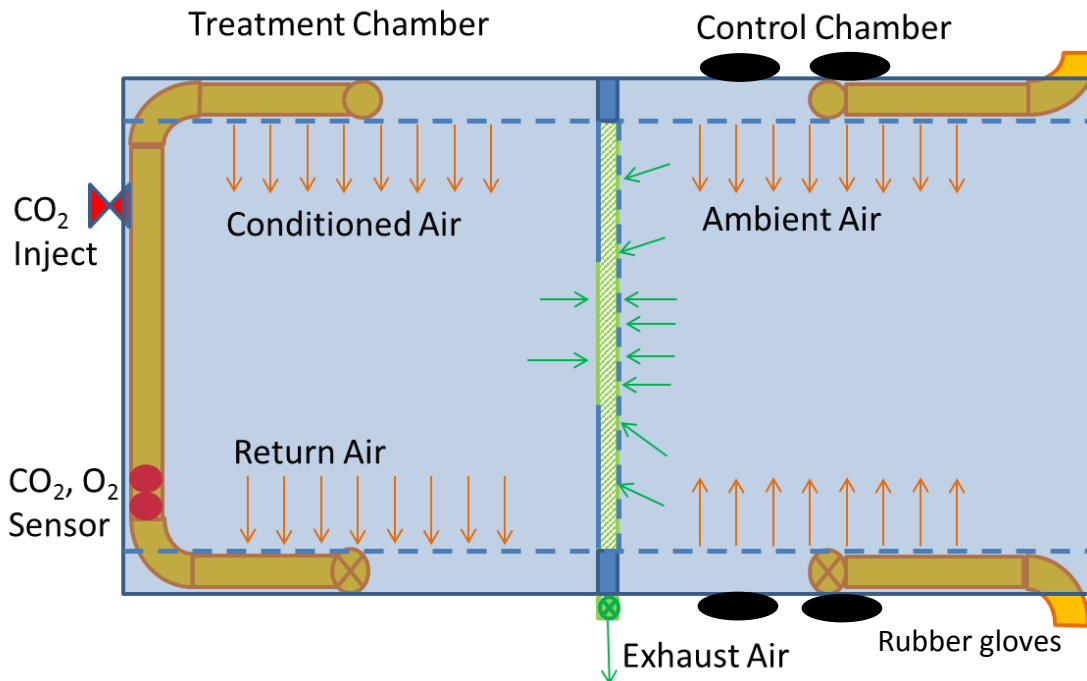 Treatment Chamber
Control Chamber
CO₂
Inject
Conditioned Air
Ambient Air
Return Air
CO₂, O₂
Sensor
Exhaust Air
Rubber gloves